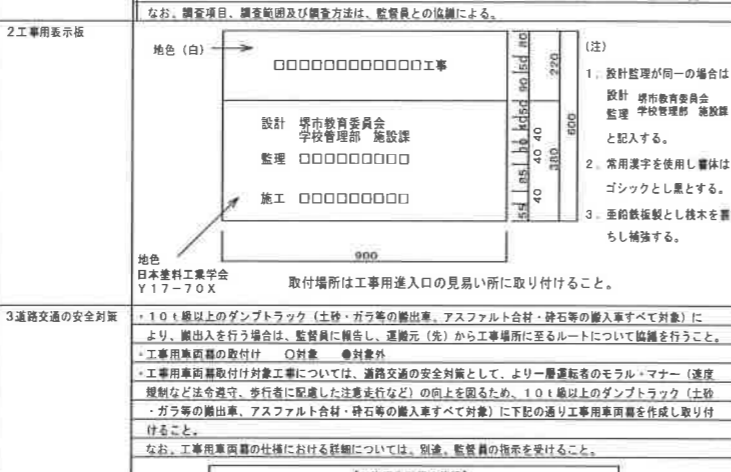 なお、調査項目、調査範囲及び調査方法は、監督員との協議による。
2工事用表示板
地色(白)
□□□□□□□□□□□□□工事
設計 堺市教育委員会
学校管理部 施設課
監理 □□□□□□□□□
施工 □□□□□□□□□
80
50
90
220
50
40
30
40
40
40
85
55
380
600
900
地色
日本塗料工業学会
Y17-70X
取付場所は工事用進入口の見易い所に取り付けること。
(注)
1. 設計監理が同一の場合は
設計 堺市教育委員会
監理 学校管理部 施設課
と記入する。
2. 常用漢字を使用し書体は
ゴシックとし黒とする。
3. 亜鉛鉄板製とし桟木を裏
ちし補強する。
3道路交通の安全対策
・10t級以上のダンプトラック(土砂・ガラ等の搬出車、アスファルト合材・砕石等の搬入車すべて対象)に
より、搬出入を行う場合は、監督員に報告し、運搬元(先)から工事場所に至るルートについて協議を行うこと。
・工事用車両幕の取付け ○対象 ●対象外
・工事用車両幕取付け対象工事については、道路交通の安全対策として、より一層運転者のモラル・マナー(速度
規制など法令遵守、歩行者に配慮した注意走行など)の向上を図るため、10t級以上のダンプトラック(土砂
・ガラ等の搬出車、アスファルト合材・砕石等の搬入車すべて対象)に下記の通り工事用車両幕を作成し取り付
けること。
なお、工事用車両幕の仕様における詳細については、別途、監督員の指示を受けること。